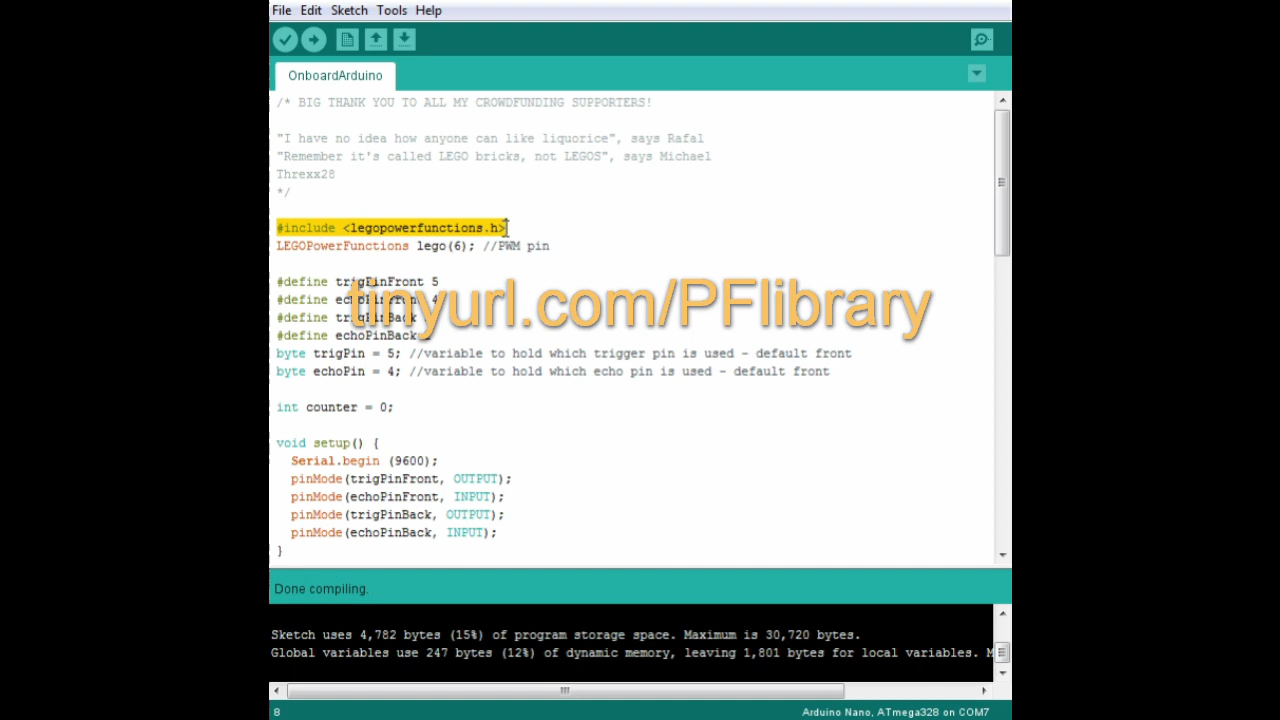 File Edit Sketch Tools Help
OnboardArduino
/* BIG THANK YOU TO ALL MY CROWDFUNDING SUPPORTERS!
"I have no idea how anyone can like liquorice", says Rafal
"Remember it's called LEGO bricks, not LEGOS", says Michael
Threxx28
*/
#include <legopowerfunctions.h>
LEGOPowerFunctions lego(6); //PWM pin
#define trigPinFront 5
#define echoPinFront 4
#define trigPinBack
#define echoPinBack
tinyurl.com/PFlibrary
byte trigPin = 5; //variable to hold which trigger pin is used - default front
byte echoPin = 4; //variable to hold which echo pin is used - default front
int counter = 0;
void setup() {
Serial.begin (9600);
pinMode(trigPinFront, OUTPUT);
pinMode(echoPinFront, INPUT);
pinMode(trigPinBack, OUTPUT);
pinMode(echoPinBack, INPUT);
}
Done compiling.
Sketch uses 4,782 bytes (15%) of program storage space. Maximum is 30,720 bytes.
Global variables use 247 bytes (12%) of dynamic memory, leaving 1,801 bytes for local variables. M
8
Arduino Nano, ATmega328 on COM7